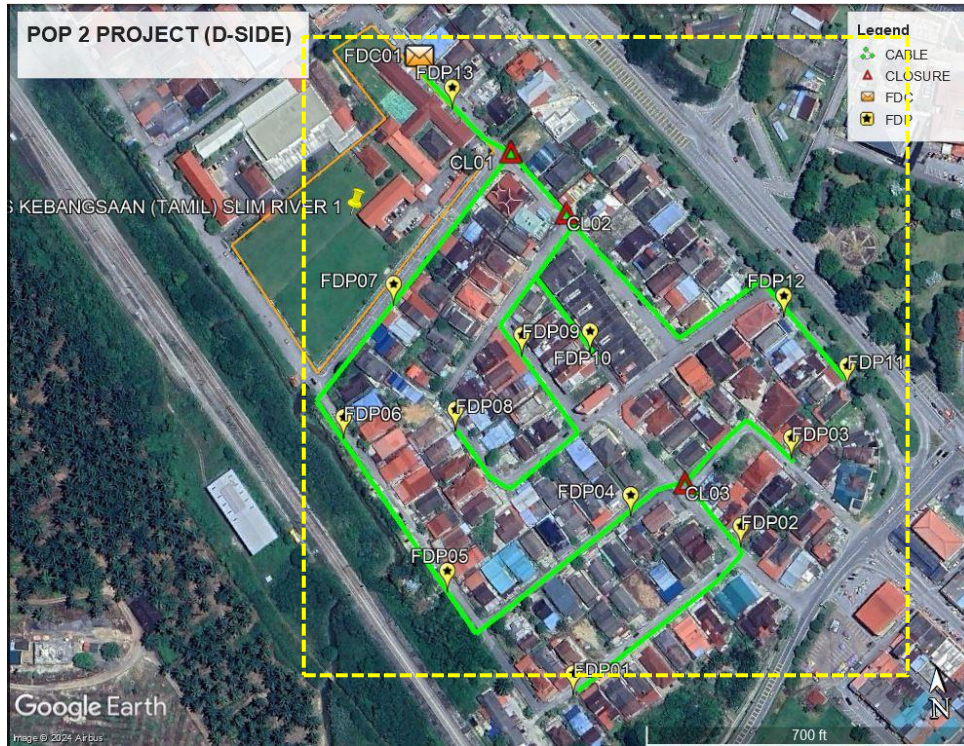 POP 2 PROJECT (D-SIDE)
Legend
CABLE
CLOSURE
FDC
FDP
FDC01
FDP13
CL01
S KEBANGSAAN (TAMIL) SLIM RIVER 1
CL02
FDP07
FDP12
FDP09
FDP10
FDP11
FDP06
FDP08
FDP03
CL03
FDP04
FDP02
FDP05
FDP01
Google Earth
Image © 2024 Airbus
700 ft
N